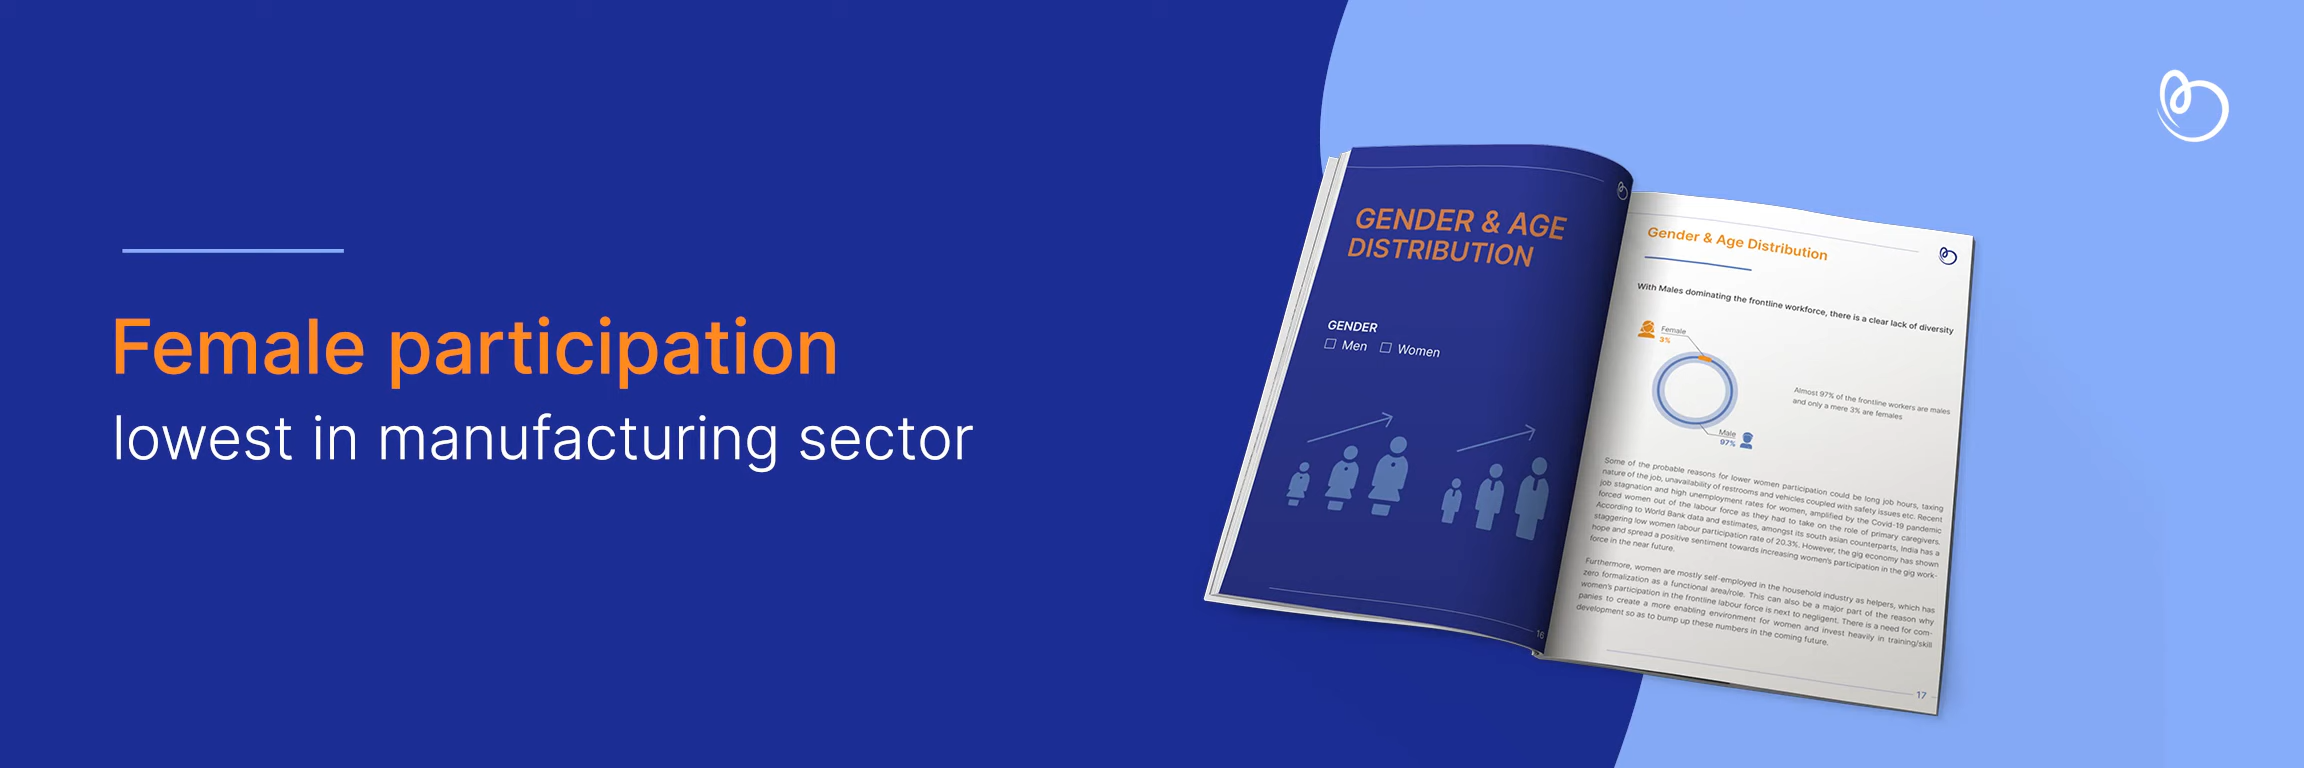 Female participation
lowest in manufacturing sector
GENDER & AGE
DISTRIBUTION
GENDER
Men Women
16
Gender & Age Distribution
With Males dominating the frontline workforce, there is a clear lack of diversity
Female
3%
Almost 97% of the frontline workers are males
and only a mere 3% are females
Male
97%
Some of the probable reasons for lower women participation could be long job hours, taxing
nature of the job, unavailability of restrooms and vehicles coupled with safety issues etc. Recent
job stagnation and high unemployment rates for women, amplified by the Covid-19 pandemic
forced women out of the labour force as they had to take on the role of primary caregivers.
According to World Bank data and estimates, amongst its south asian counterparts, India has a
staggering low women labour participation rate of 20.3%. However, the gig economy has shown
hope and spread a positive sentiment towards increasing women's participation in the gig work-
force in the near future.
Furthermore, women are mostly self-employed in the household industry as helpers, which has
zero formalization as a functional area/role. This can also be a major part of the reason why
women's participation in the frontline labour force is next to negligent. There is a need for com-
panies to create a more enabling environment for women and invest heavily in training/skill
development so as to bump up these numbers in the coming future.
17